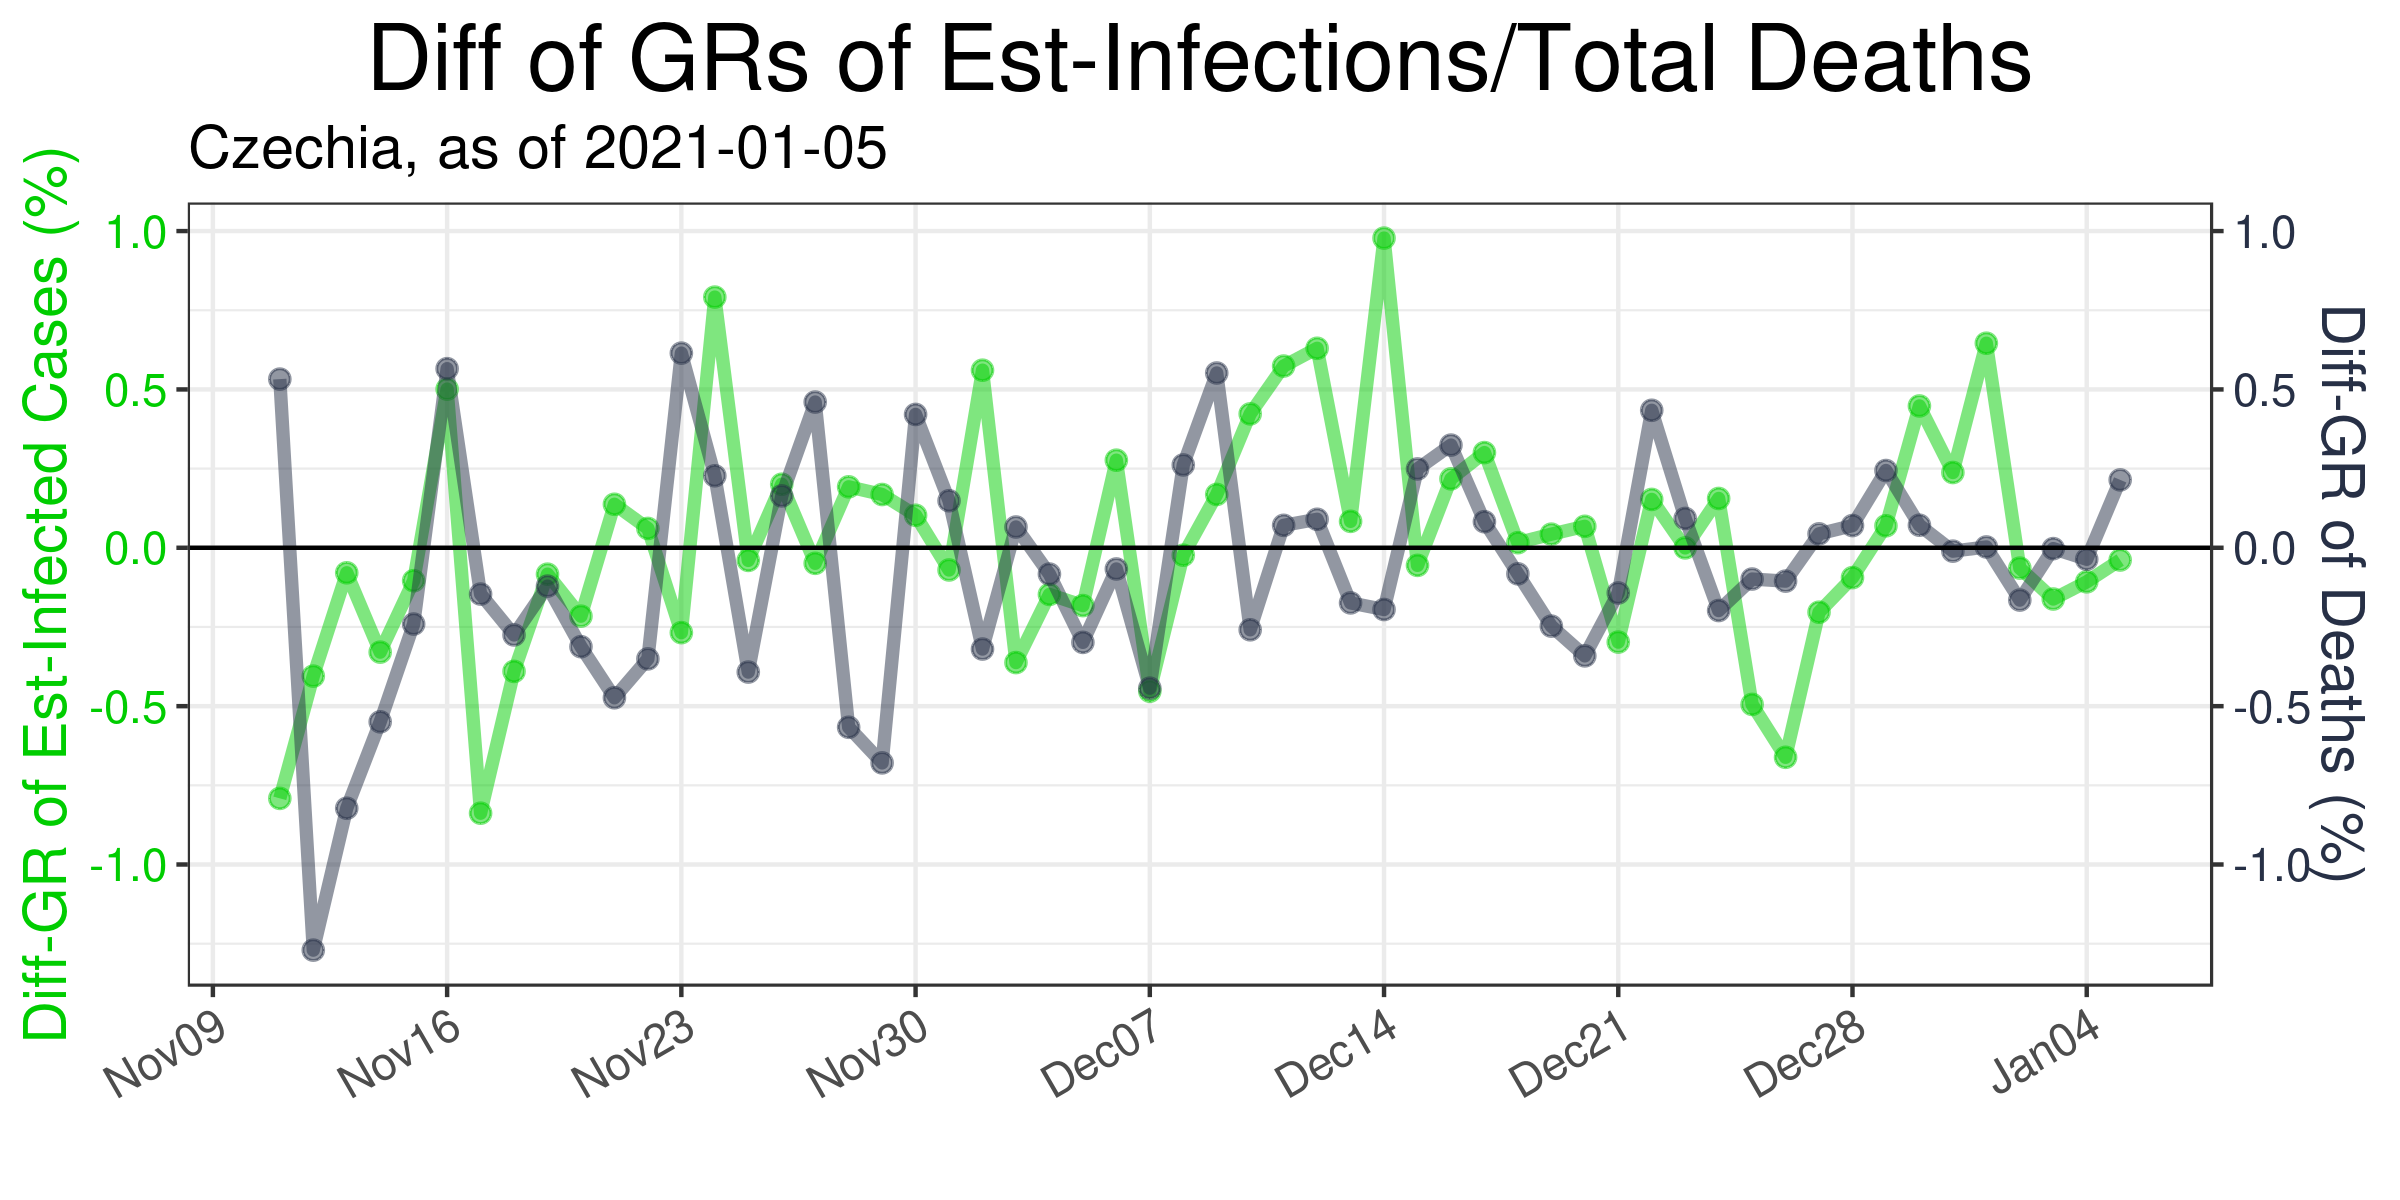 Diff of GRs of Est-Infections/Total Deaths
Czechia, as of 2021-01-05
Diff-GR of Est-Infected Cases (%)
1.0
0.5
0.0
-0.5
-1.0
1.0
0.5
0.0
-0.5
-1.0
Diff-GR of Deaths (%)
Nov09
Nov16
Nov23
Nov30
Dec07
Dec14
Dec21
Dec28
Jan04